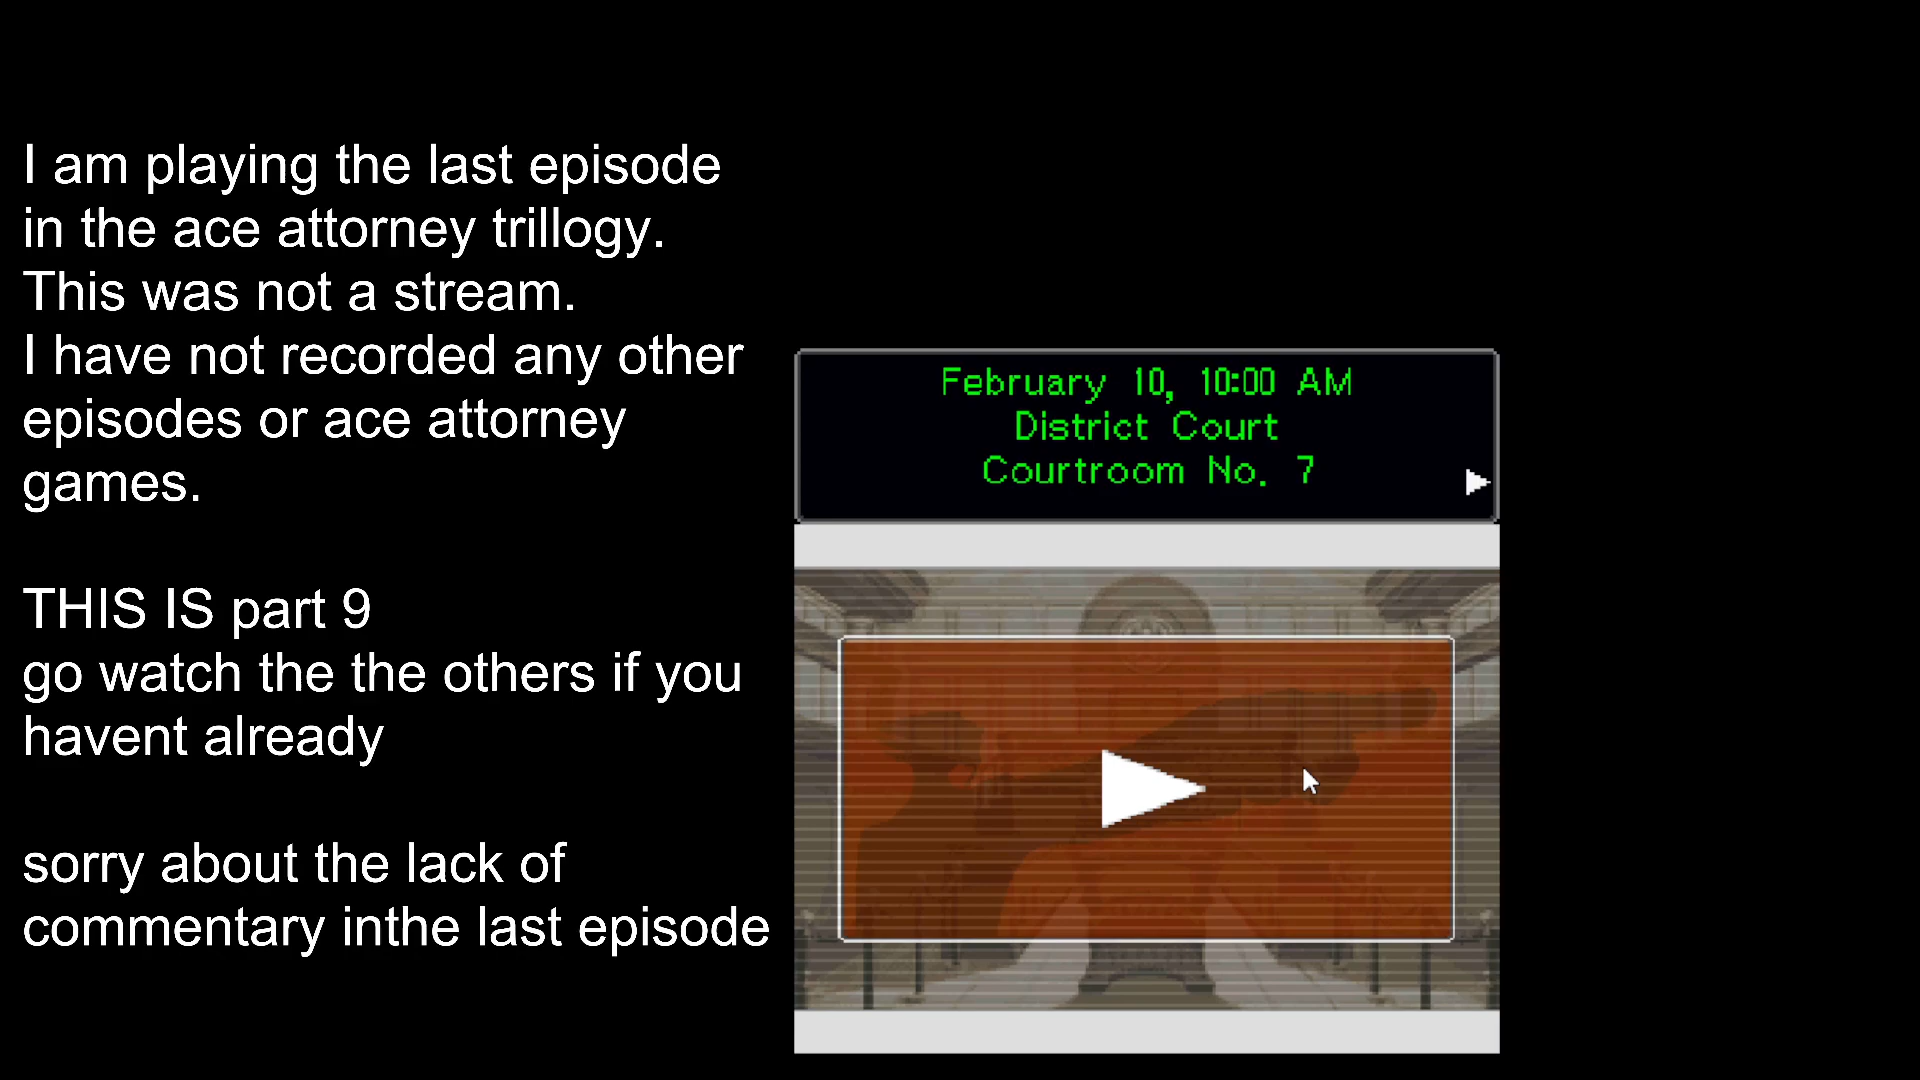 I am playing the last episode
in the ace attorney trillogy.
This was not a stream.
I have not recorded any other
episodes or ace attorney
games.
THIS IS part 9
go watch the the others if you
havent already
sorry about the lack of
commentary inthe last episode
February 10, 10:00 AM
District Court
Courtroom No. 7